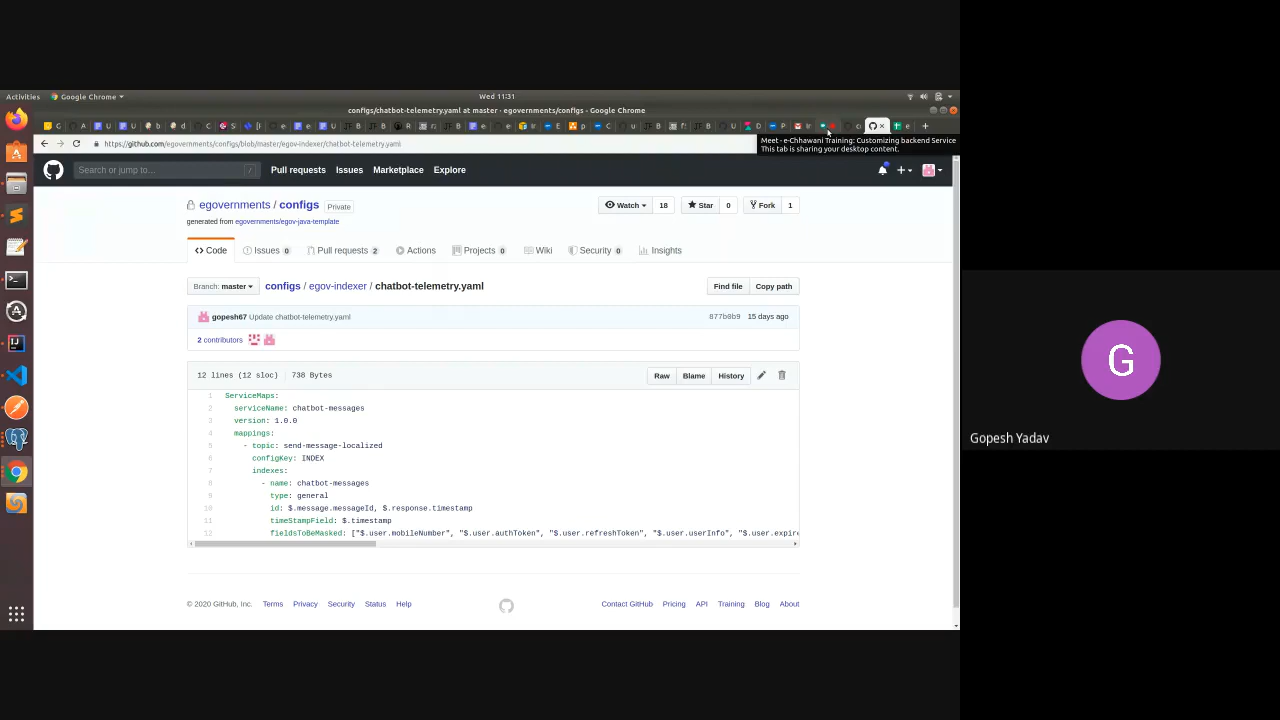 Activities
Google Chrome
Wed 11:31
configs/chatbot-telemetry.yaml at master · egovernments/configs - Google Chrome
https://github.com/egovernments/configs/blob/master/egov-indexer/chatbot-telemetry.yaml
Meet - e-Chhawani Training: Customizing backend Service
This tab is sharing your desktop content.
Search or jump to...
/
Pull requests
Issues
Marketplace
Explore
egovernments / configs
Private
generated from egovernments/egov-java-template
Watch 18
Star 0
Fork 1
<> Code
Issues 0
Pull requests 2
Actions
Projects 0
Wiki
Security 0
Insights
Branch: master
configs / egov-indexer / chatbot-telemetry.yaml
Find file
Copy path
gopesh67 Update chatbot-telemetry.yaml
877b0b9 15 days ago
2 contributors
12 lines (12 sloc) | 738 Bytes
Raw
Blame
History
1 ServiceMaps:
2 serviceName: chatbot-messages
3 version: 1.0.0
4 mappings:
5 - topic: send-message-localized
6 configKey: INDEX
7 indexes:
8 - name: chatbot-messages
9 type: general
10 id: $.message.messageId, $.response.timestamp
11 timeStampField: $.timestamp
12 fieldsToBeMasked: ["$.user.mobileNumber", "$.user.authToken", "$.user.refreshToken", "$.user.userInfo", "$.user.expire
© 2020 GitHub, Inc.
Terms
Privacy
Security
Status
Help
Contact GitHub
Pricing
API
Training
Blog
About
G
Gopesh Yadav